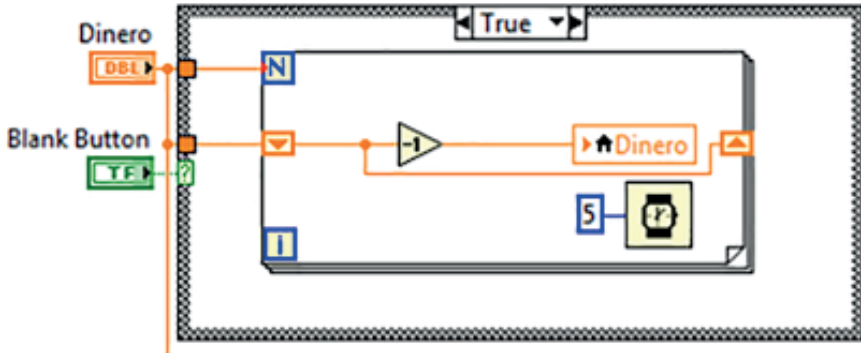 True
Dinero
DBL
N
Blank Button
TF
?
-1
Dinero
5
i